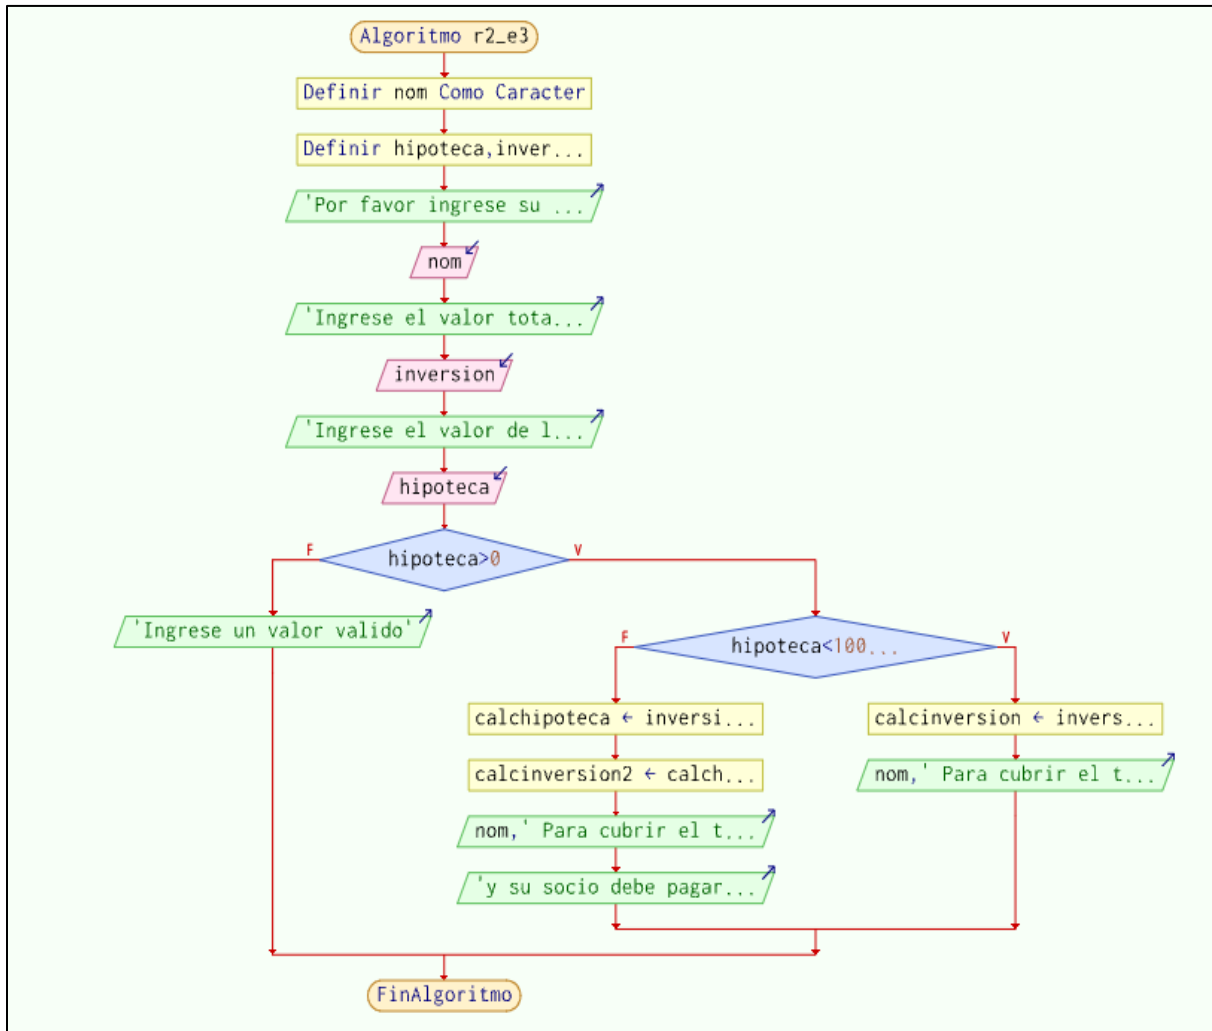 Algoritmo r2_e3
Definir nom Como Caracter
Definir hipoteca,inver...
'Por favor ingrese su ...
nom
'Ingrese el valor tota...
inversion
'Ingrese el valor de l...
hipoteca
hipoteca>0
F
V
'Ingrese un valor valido'
hipoteca<100...
F
V
calchipoteca ← inversi...
calcinversion2 ← calch...
nom,' Para cubrir el t...
'y su socio debe pagar...
calcinversion ← invers...
nom,' Para cubrir el t...
FinAlgoritmo